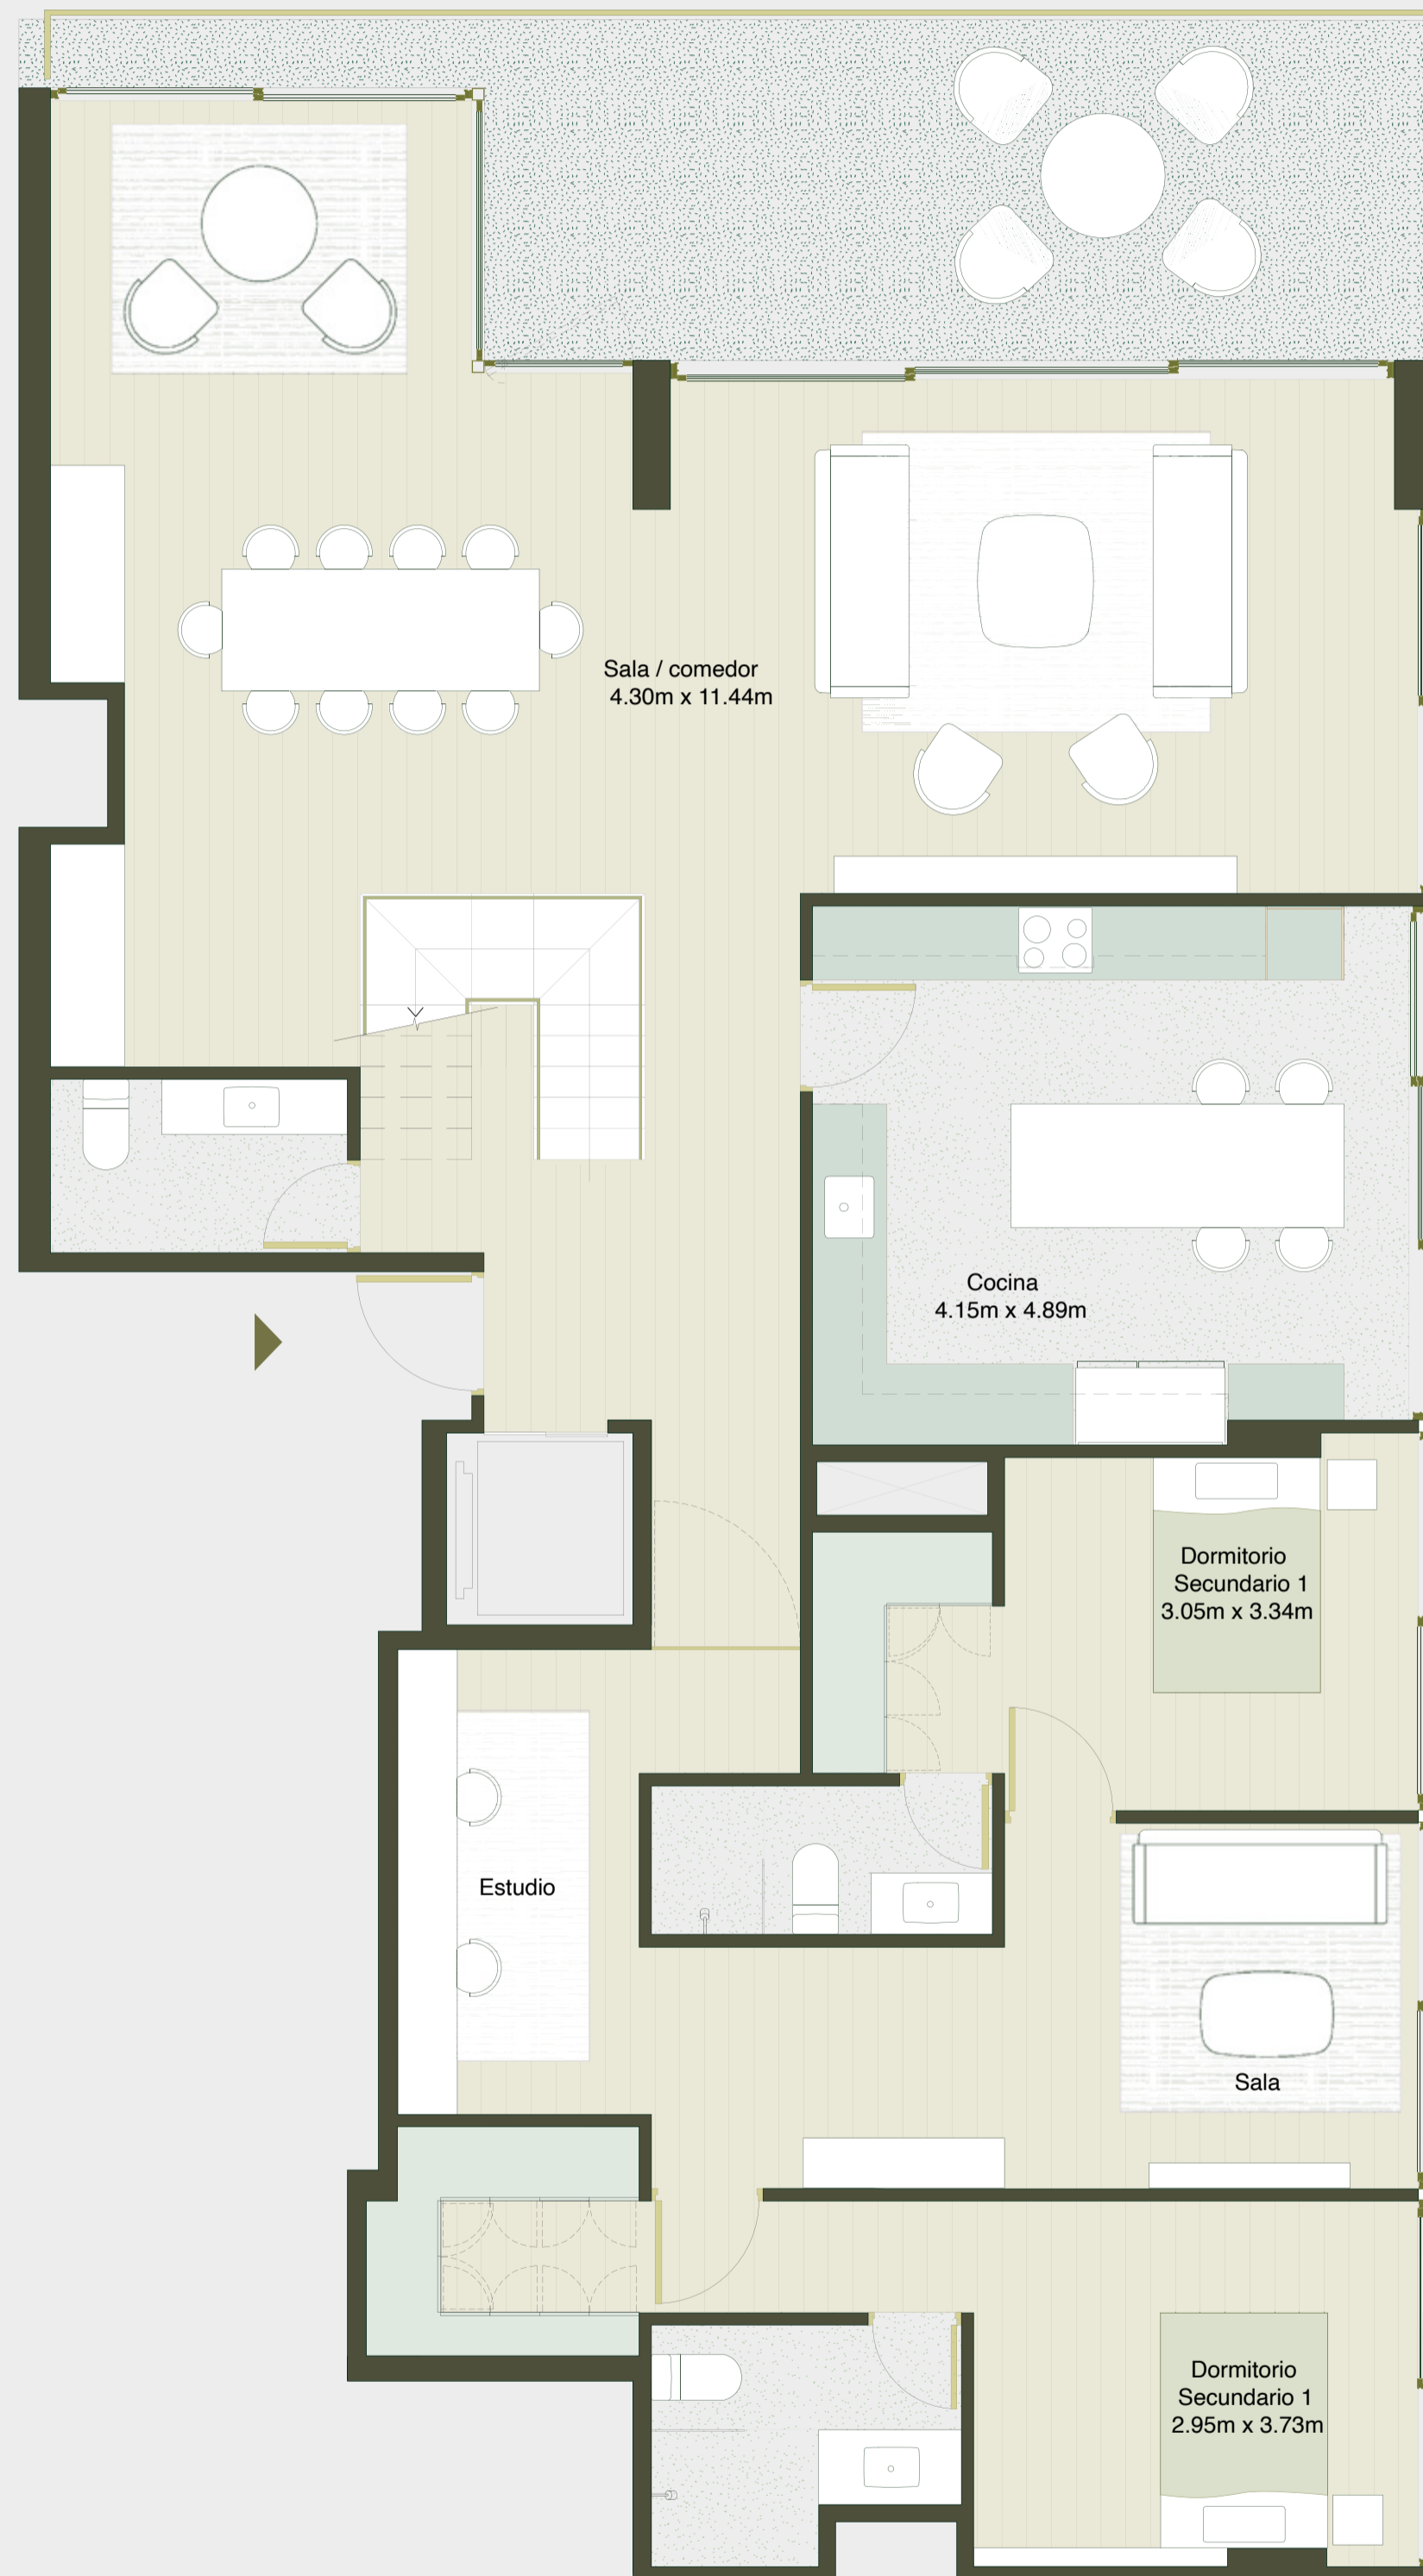 Sala / comedor
4.30m x 11.44m
Cocina
4.15m x 4.89m
Dormitorio
Secundario 1
3.05m x 3.34m
Estudio
Sala
Dormitorio
Secundario 1
2.95m x 3.73m